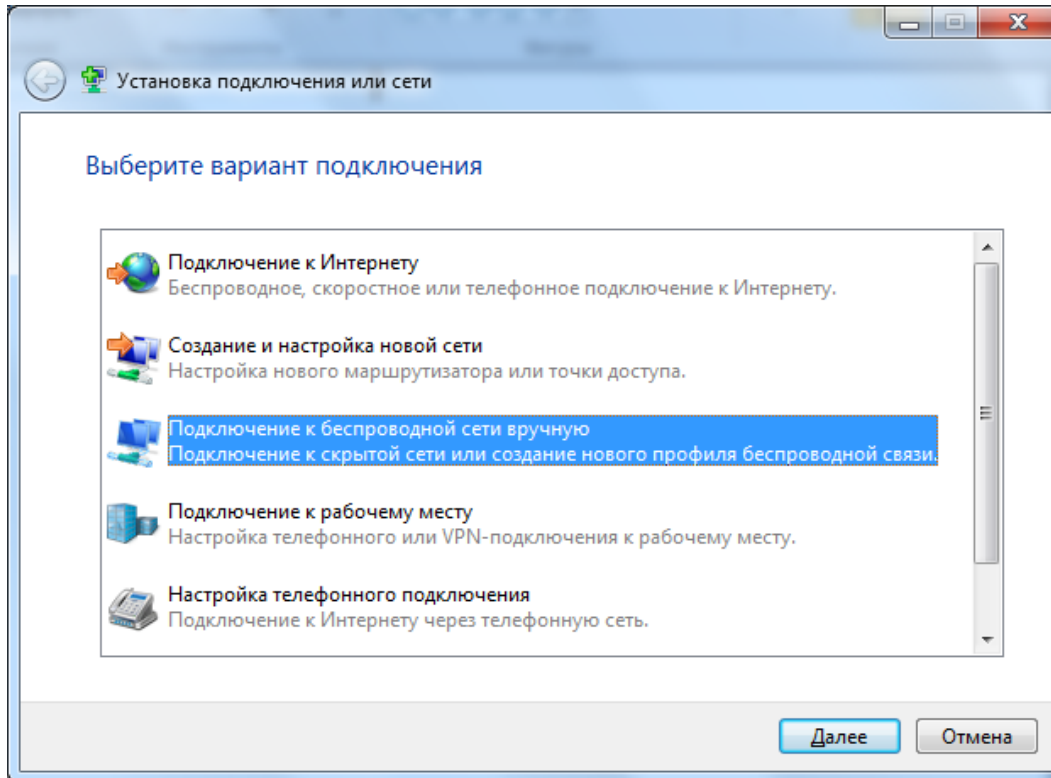 Установка подключения или сети
Выберите вариант подключения
Подключение к Интернету
Беспроводное, скоростное или телефонное подключение к Интернету.
Создание и настройка новой сети
Настройка нового маршрутизатора или точки доступа.
Подключение к беспроводной сети вручную
Подключение к скрытой сети или создание нового профиля беспроводной связи.
Подключение к рабочему месту
Настройка телефонного или VPN-подключения к рабочему месту.
Настройка телефонного подключения
Подключение к Интернету через телефонную сеть.
Далее Отмена